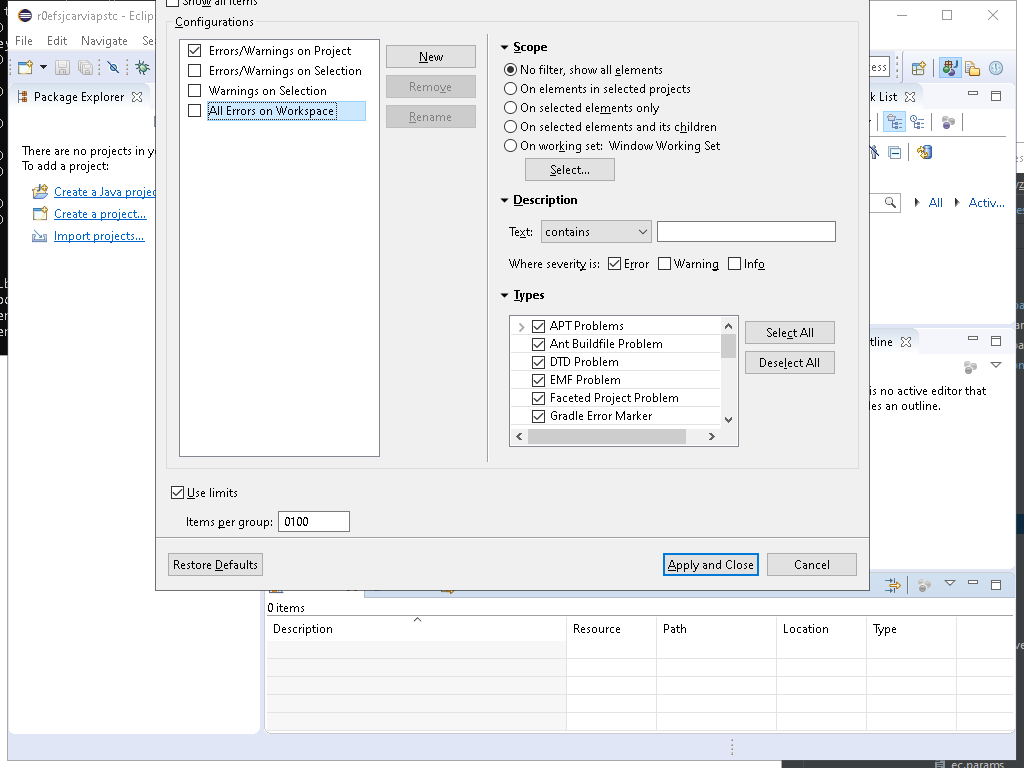 r0efsjcarviapstc - Eclip
Show all items
File Edit Navigate Se
Configurations
Errors/Warnings on Project
Errors/Warnings on Selection
Warnings on Selection
All Errors on Workspace
New
Remove
Rename
Scope
No filter, show all elements
On elements in selected projects
On selected elements only
On selected elements and its children
On working set: Window Working Set
Select...
Description
Text: contains
Where severity is: Error Warning Info
Types
APT Problems
Ant Buildfile Problem
DTD Problem
EMF Problem
Faceted Project Problem
Gradle Error Marker
Select All
Deselect All
Use limits
Items per group: 0100
Restore Defaults
Apply and Close
Cancel
Package Explorer
There are no projects in y
To add a project:
Create a Java projec
Create a project...
Import projects...
ess
k List
All Activ...
tline
is no active editor that
les an outline.
0 items
Description Resource Path Location Type
ec.params